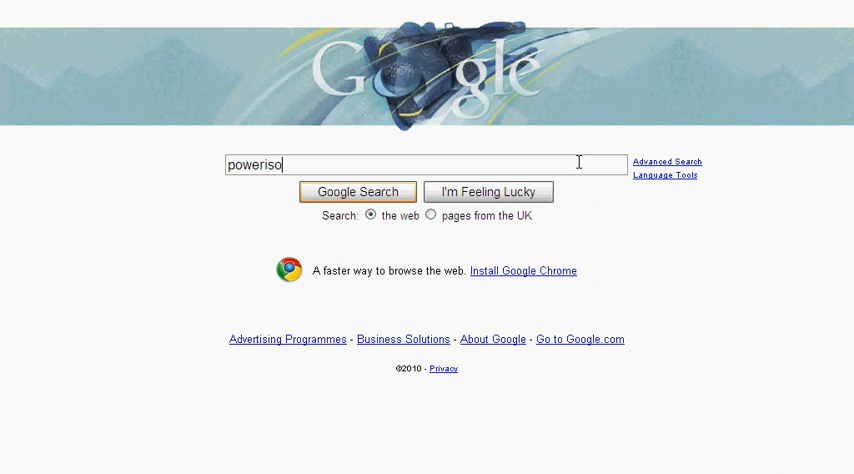 Google
poweriso
Advanced Search
Language Tools
Google Search I'm Feeling Lucky
Search: the web pages from the UK
A faster way to browse the web. Install Google Chrome
Advertising Programmes - Business Solutions - About Google - Go to Google.com
©2010 - Privacy